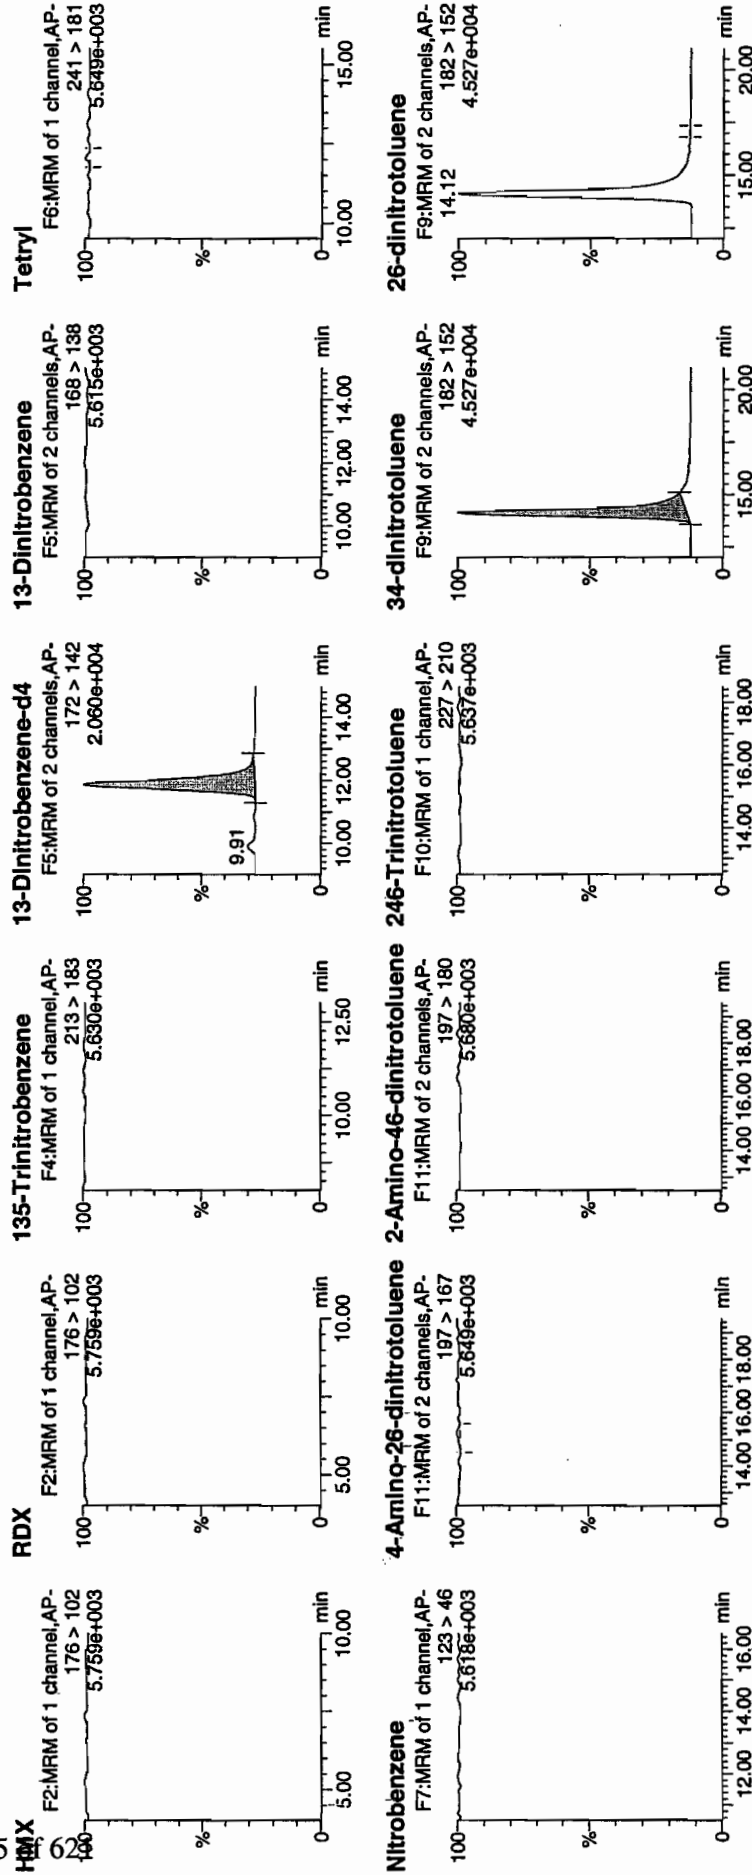 5 of 621
HMX
F2:MRM of 1 channel,AP-
176 > 102
5.759e+003
100
%
0
5.00 10.00 min
RDX
F2:MRM of 1 channel,AP-
176 > 102
5.759e+003
100
%
0
5.00 10.00 min
135-Trinitrobenzene
F4:MRM of 1 channel,AP-
213 > 183
5.630e+003
100
%
0
10.00 12.50 min
13-Dinitrobenzene-d4
F5:MRM of 2 channels,AP-
172 > 142
2.060e+004
100
%
9.91
0
10.00 12.00 14.00 min
13-Dinitrobenzene
F5:MRM of 2 channels,AP-
168 > 138
5.615e+003
100
%
0
10.00 12.00 14.00 min
Tetryl
F6:MRM of 1 channel,AP-
241 > 181
5.649e+003
100
%
0
10.00 15.00 min
Nitrobenzene
F7:MRM of 1 channel,AP-
123 > 46
5.618e+003
100
%
0
12.00 14.00 16.00 min
4-Amino-26-dinitrotoluene
F11:MRM of 2 channels,AP-
197 > 167
5.649e+003
100
%
0
14.00 16.00 18.00 min
2-Amino-46-dinitrotoluene
F11:MRM of 2 channels,AP-
197 > 180
5.680e+003
100
%
0
14.00 16.00 18.00 min
246-Trinitrotoluene
F10:MRM of 1 channel,AP-
227 > 210
5.637e+003
100
%
0
14.00 16.00 18.00 min
34-dinitrotoluene
F9:MRM of 2 channels,AP-
182 > 152
4.527e+004
100
%
0
15.00 20.00 min
26-dinitrotoluene
F9:MRM of 2 channels,AP-
14.12
182 > 152
4.527e+004
100
%
0
15.00 20.00 min